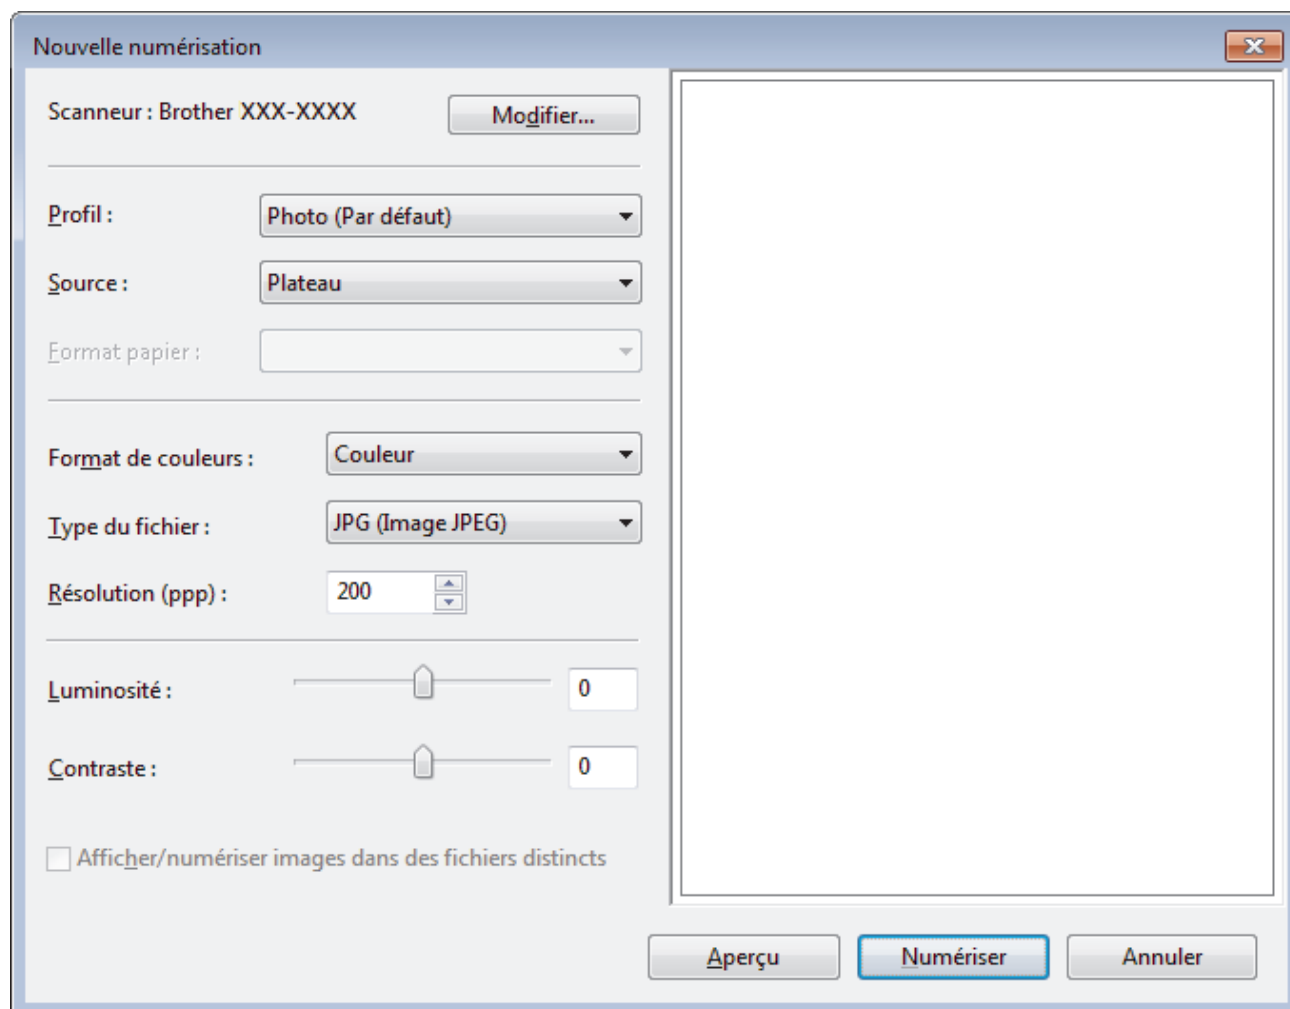 Nouvelle numérisation
Scanneur : Brother XXX-XXXX
Modifier...
Profil :
Photo (Par défaut)
Source :
Plateau
Format papier :
Format de couleurs :
Couleur
Type du fichier :
JPG (Image JPEG)
Résolution (ppp) :
200
Luminosité :
0
Contraste :
0
Afficher/numériser images dans des fichiers distincts
Aperçu
Numériser
Annuler